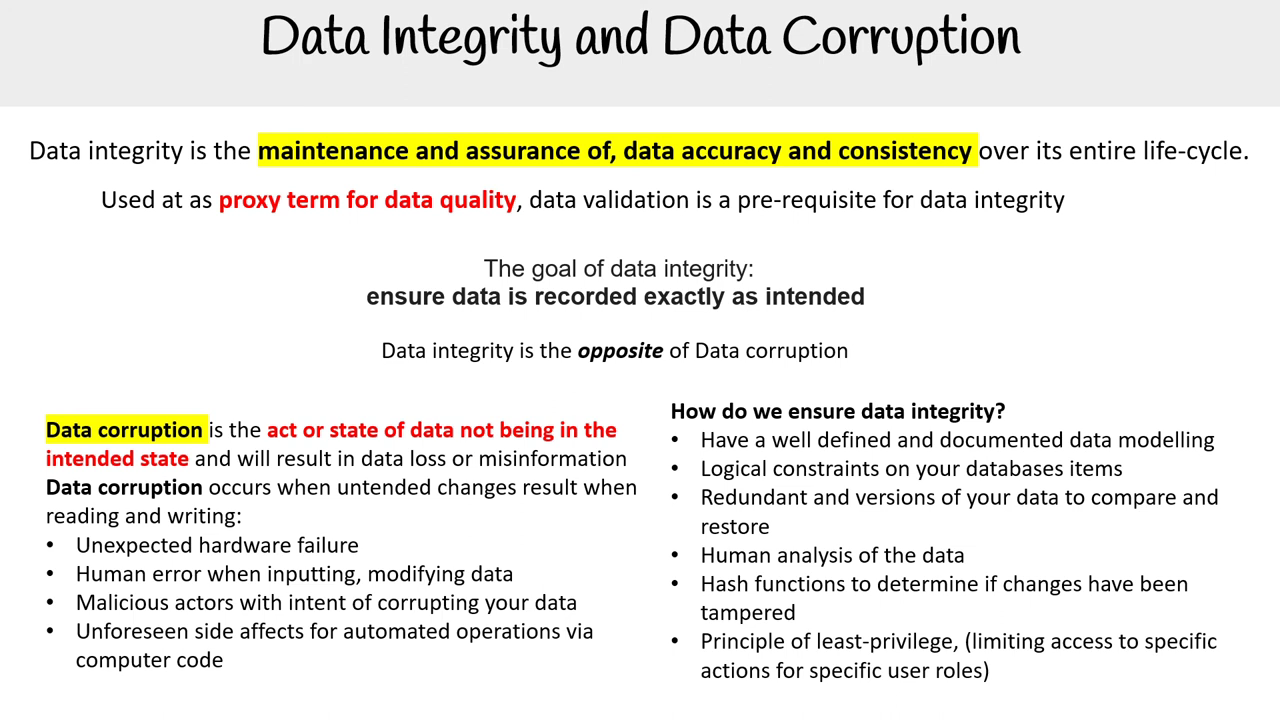 Data Integrity and Data Corruption
Data integrity is the maintenance and assurance of, data accuracy and consistency over its entire life-cycle.
Used at as proxy term for data quality, data validation is a pre-requisite for data integrity
The goal of data integrity:
ensure data is recorded exactly as intended
Data integrity is the opposite of Data corruption
Data corruption is the act or state of data not being in the
intended state and will result in data loss or misinformation
Data corruption occurs when untended changes result when
reading and writing:
• Unexpected hardware failure
• Human error when inputting, modifying data
• Malicious actors with intent of corrupting your data
• Unforeseen side affects for automated operations via
computer code
How do we ensure data integrity?
• Have a well defined and documented data modelling
• Logical constraints on your databases items
• Redundant and versions of your data to compare and
restore
• Human analysis of the data
• Hash functions to determine if changes have been
tampered
• Principle of least-privilege, (limiting access to specific
actions for specific user roles)